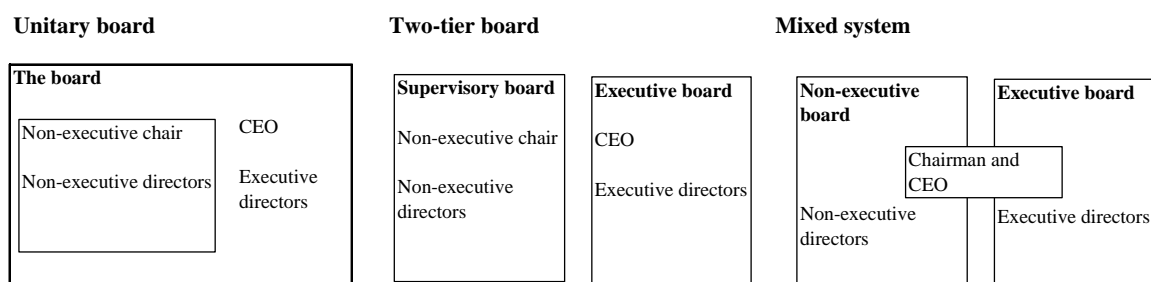 Unitary board
Two-tier board
Mixed system
The board
Non-executive chair
Non-executive directors
CEO
Executive
directors
Supervisory board
Non-executive chair
Non-executive
directors
Executive board
CEO
Executive directors
Non-executive
board
Non-executive
directors
Chairman and
CEO
Executive board
Executive directors